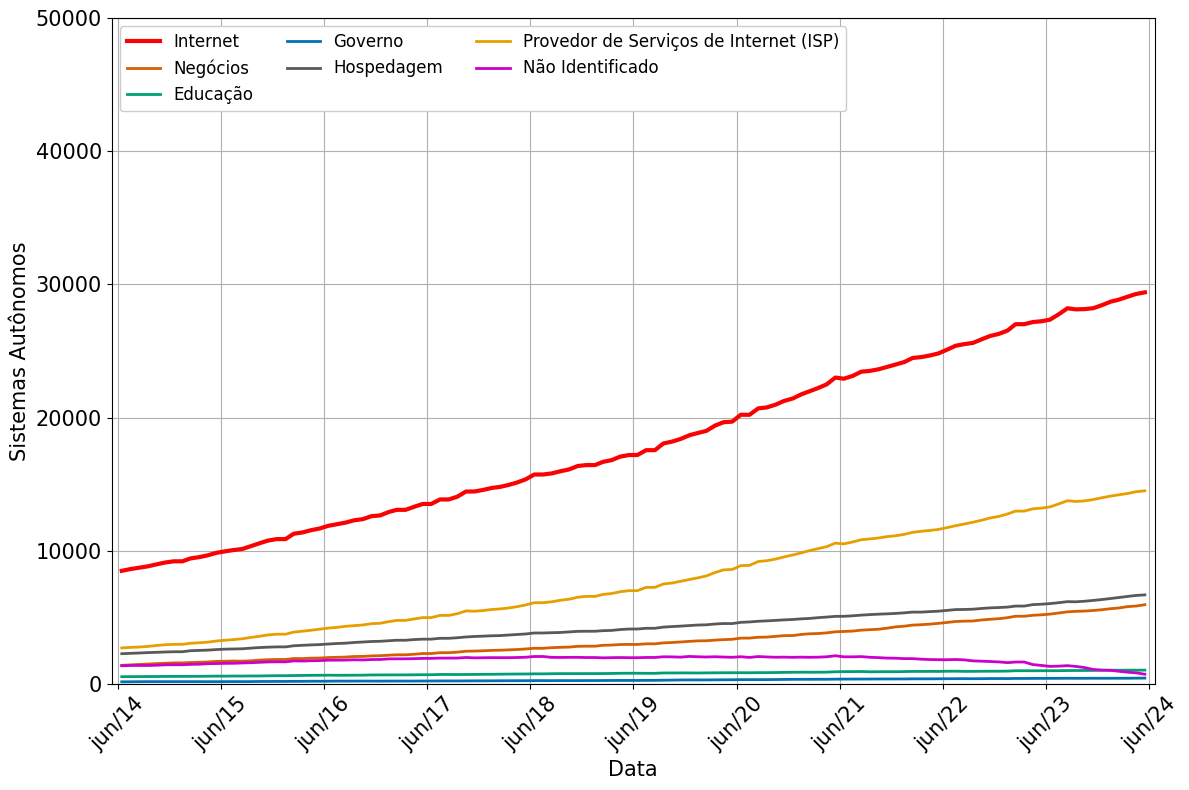 50000
40000
30000
20000
10000
0
Sistemas Autônomos
Internet
Negócios
Educação
Governo
Hospedagem
Provedor de Serviços de Internet (ISP)
Não Identificado
jun/14
jun/15
jun/16
jun/17
jun/18
jun/19
jun/20
jun/21
jun/22
jun/23
jun/24
Data